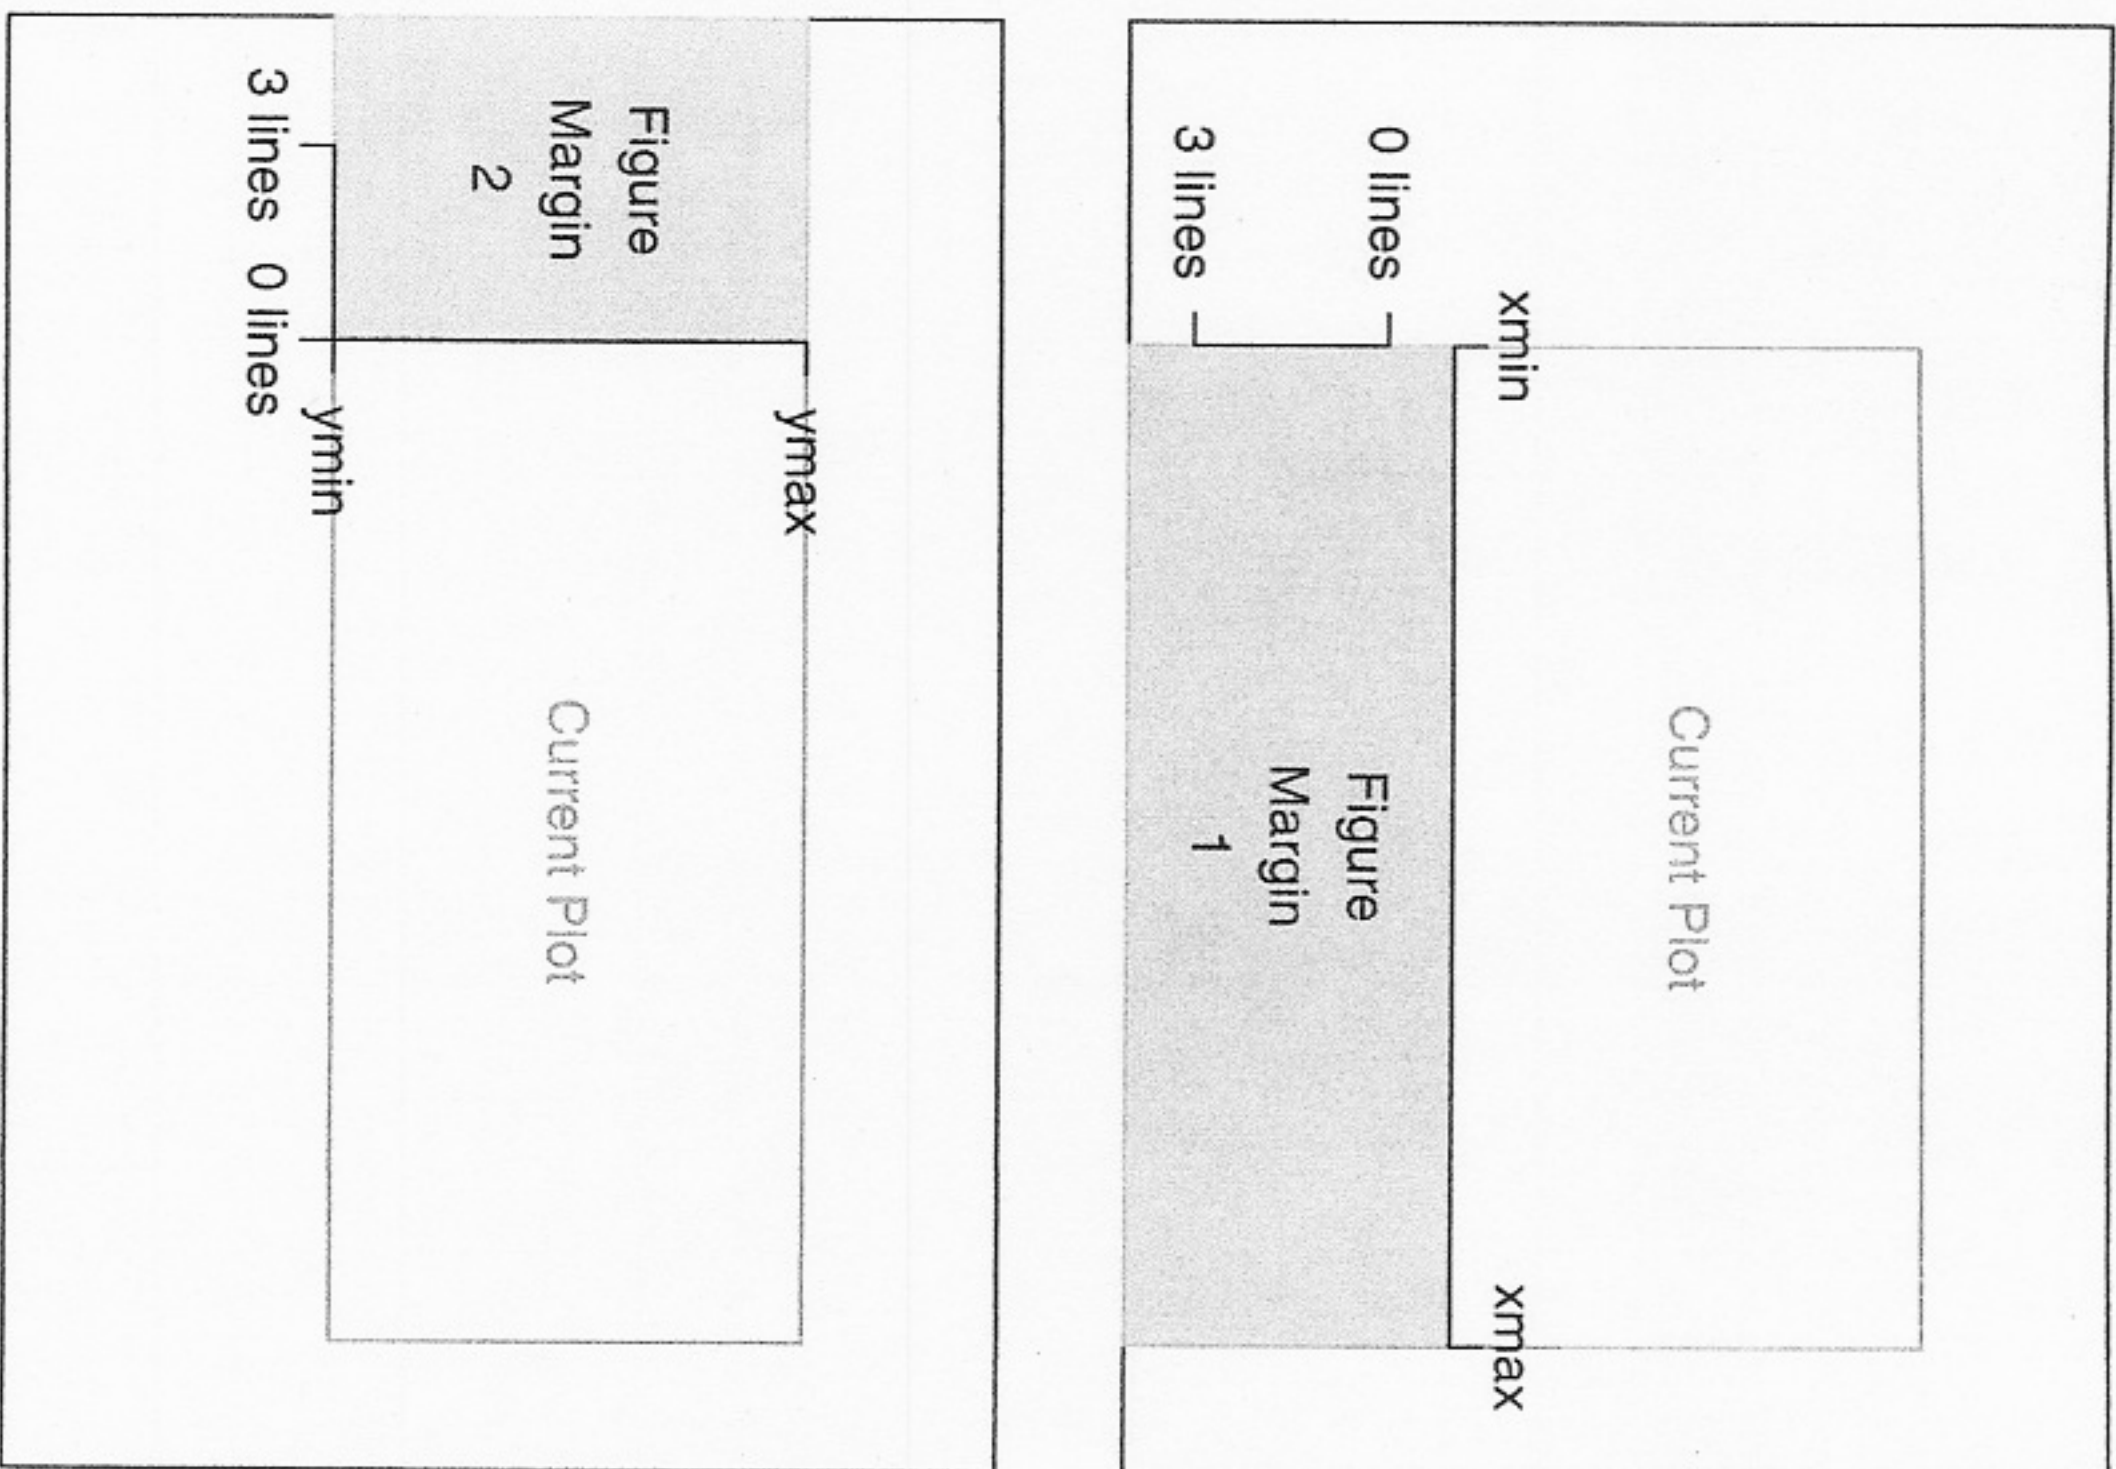 Current Plot
xmin
xmax
0 lines
3 lines
Figure
Margin
1
ymax
Figure
Margin
2
Current Plot
ymin
3 lines
0 lines